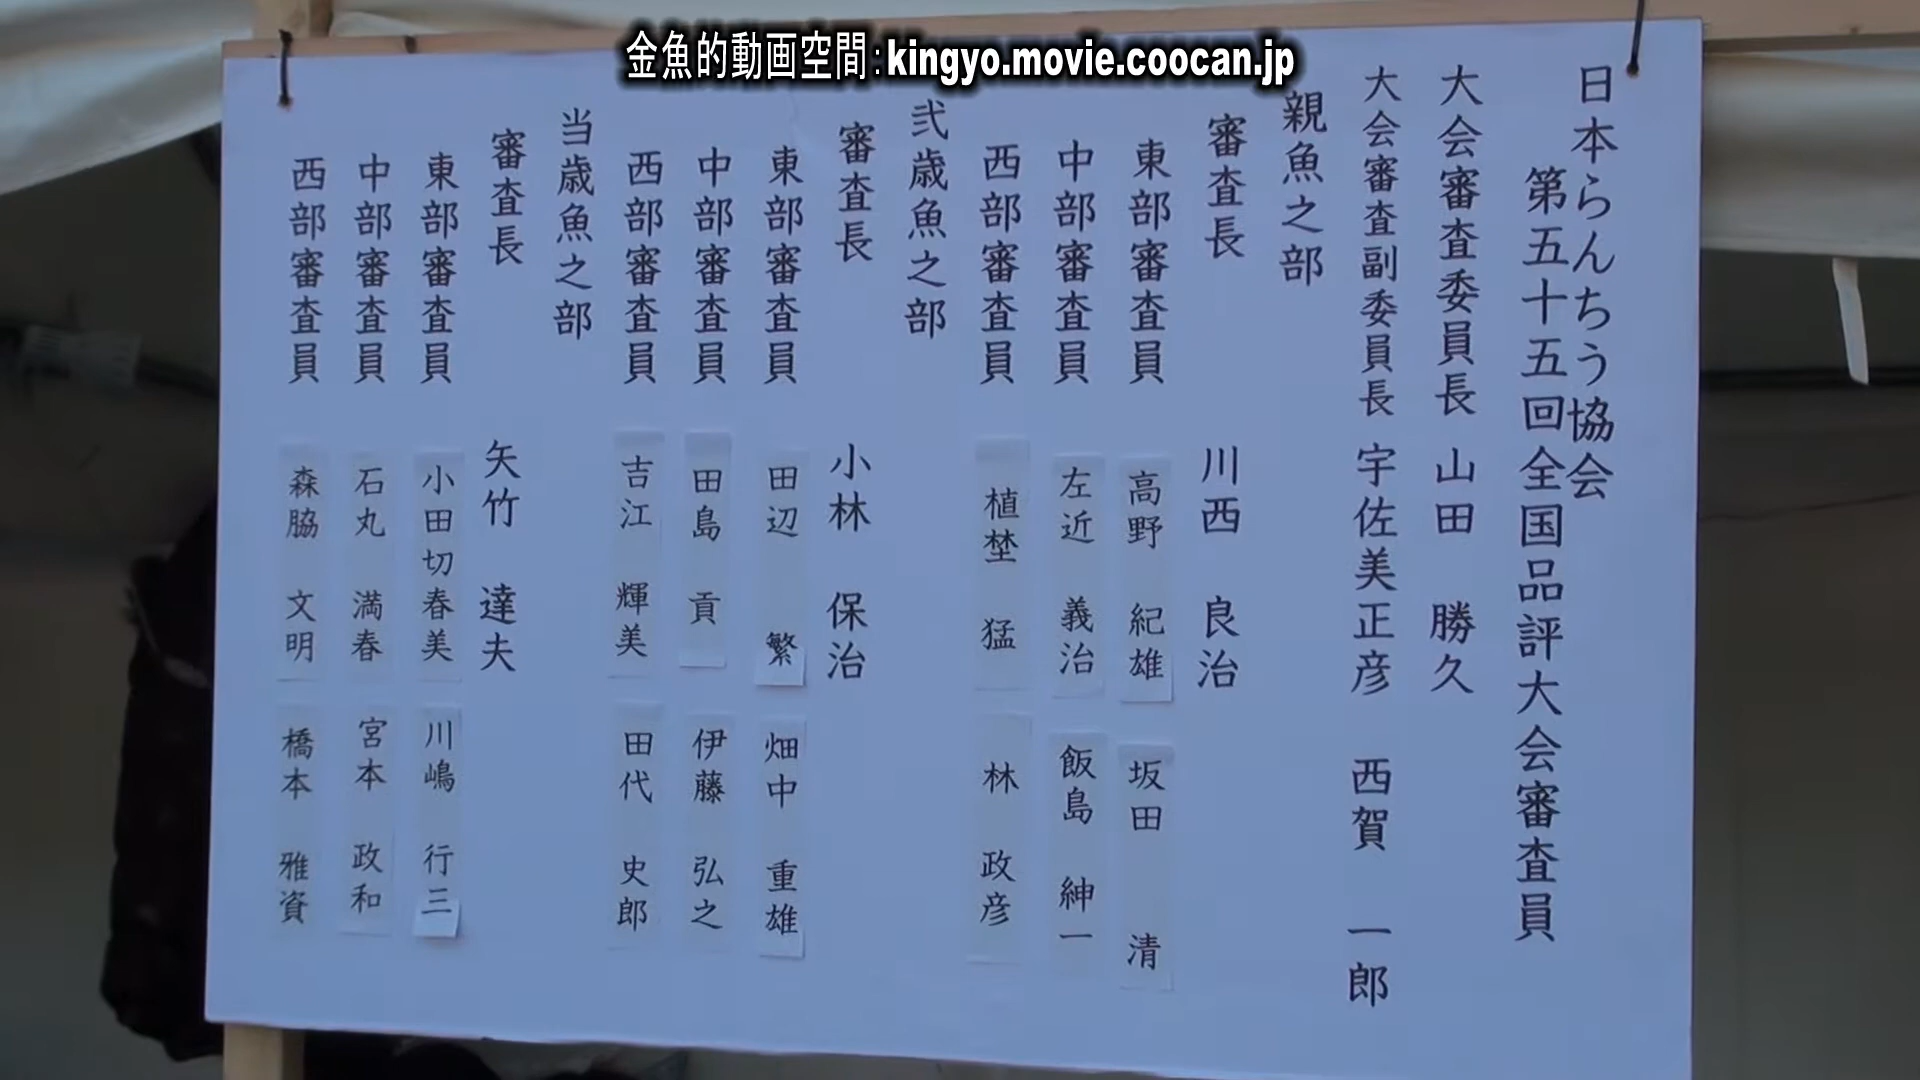 金魚的動画空間:kingyo.movie.coocan.jp
日本らんちう協会
第五十五回全国品評大会審査員
大会審査委員長 山田 勝久
大会審査副委員長 宇佐美正彦 西賀 一郎
親魚之部
審査長 川西 良治
東部審査員 高野 紀雄 坂田 清
中部審査員 左近 義治 飯島 紳一
西部審査員 植埜 猛 林 政彦
弐歳魚之部
審査長 小林 保治
東部審査員 田辺 繁 畑中 重雄
中部審査員 田島 貢 伊藤 弘之
西部審査員 吉江 輝美 田代 史郎
当歳魚之部
審査長 矢竹 達夫
東部審査員 小田切春美 川嶋 行三
中部審査員 石丸 満春 宮本 政和
西部審査員 森脇 文明 橋本 雅資